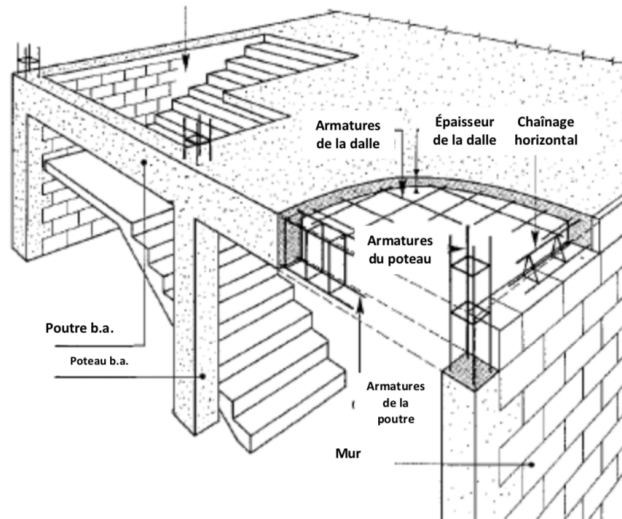 Armatures
de la dalle
Épaisseur
de la dalle
Chaînage
horizontal
Armatures
du poteau
Poutre b.a.
Poteau b.a.
Armatures
de la
poutre
Mur